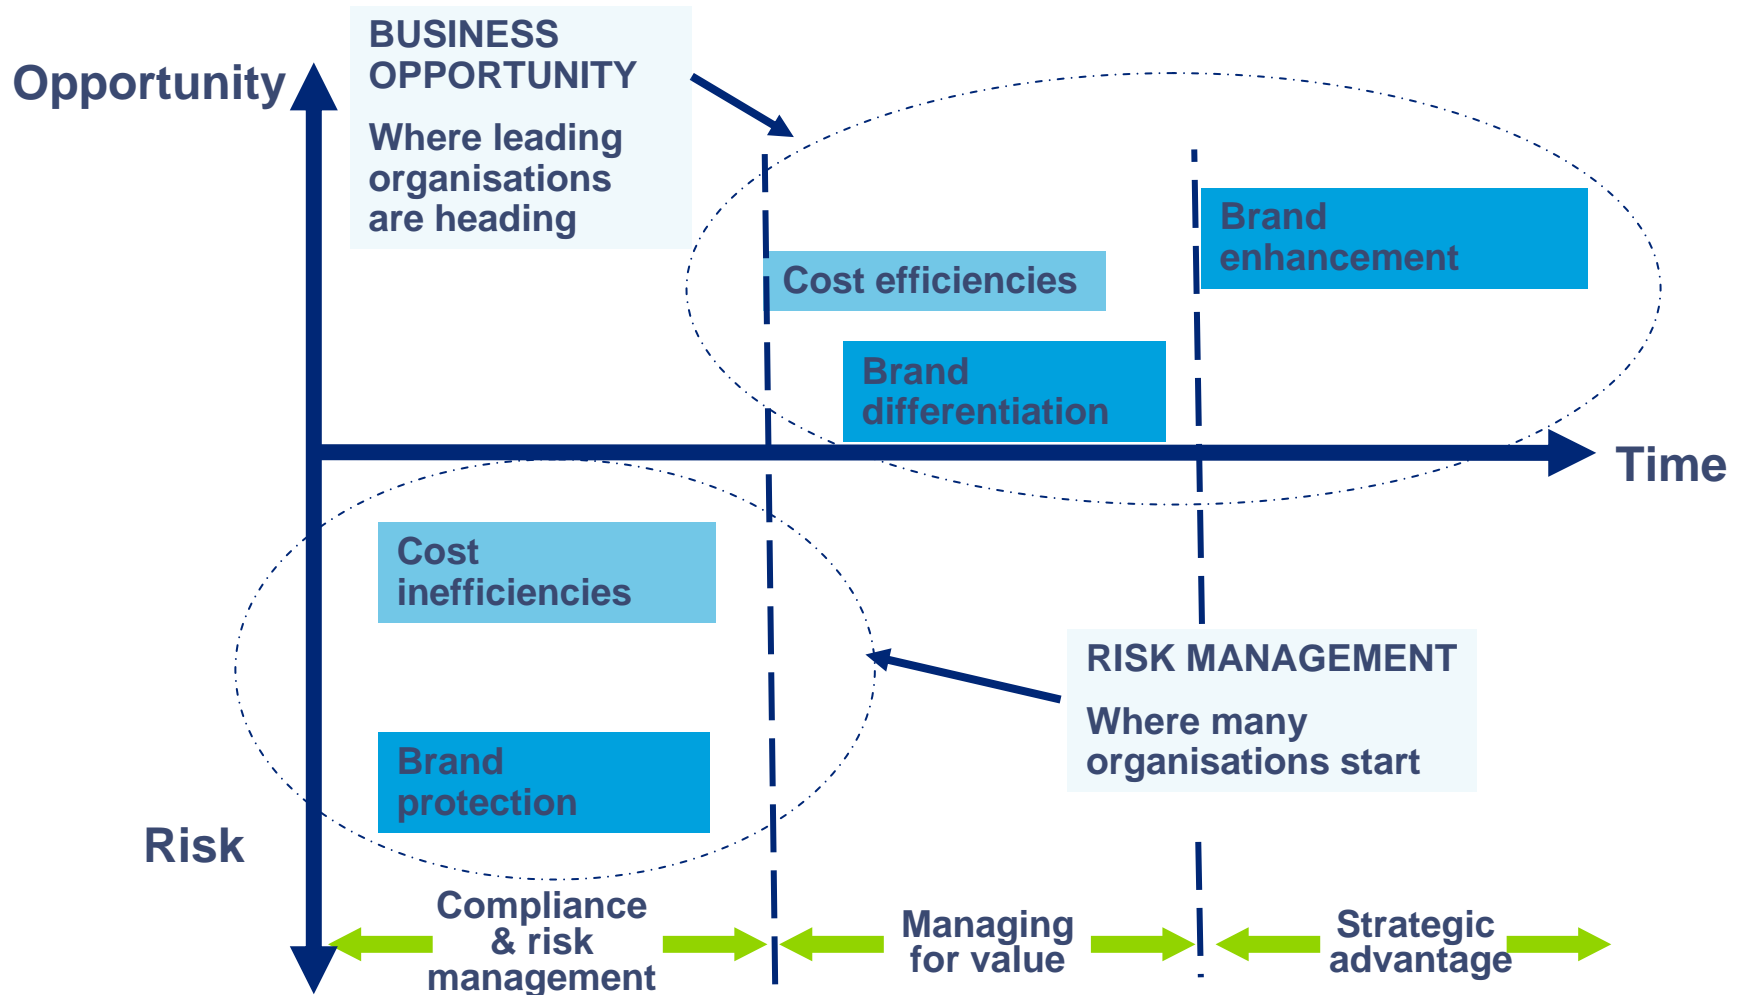 BUSINESS
OPPORTUNITY
Where leading
organisations
are heading
Opportunity
Brand
enhancement
Cost efficiencies
Brand
differentiation
Time
Cost
inefficiencies
RISK MANAGEMENT
Where many
organisations start
Brand
protection
Risk
Compliance
& risk
management
Managing
for value
Strategic
advantage